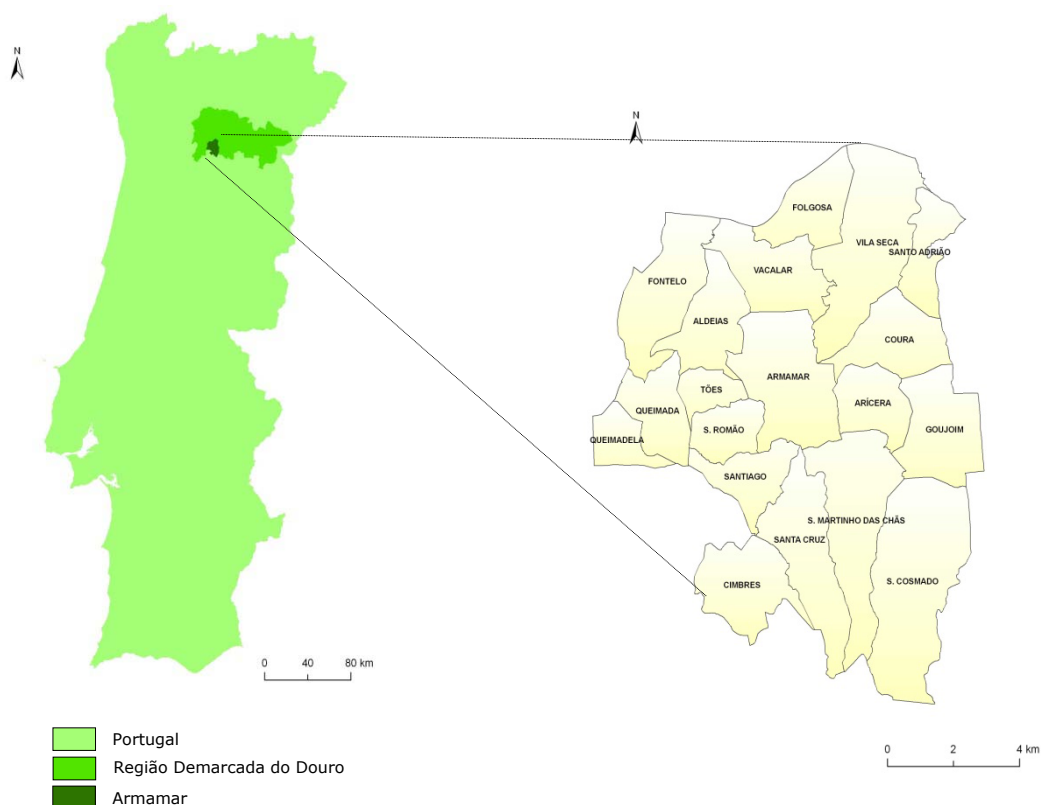 N
N
FOLGOSA
VILA SECA
SANTO ADRIÃO
VACALAR
FONTELO
ALDEIAS
COURA
ARMAMAR
TÕES
ARÍCERA
QUEIMADA
GOUJOIM
S. ROMÃO
QUEIMADELA
SANTIAGO
S. MARTINHO DAS CHÃS
SANTA CRUZ
CIMBRES
S. COSMADO
0 40 80 km
0 2 4 km
Portugal
Região Demarcada do Douro
Armamar